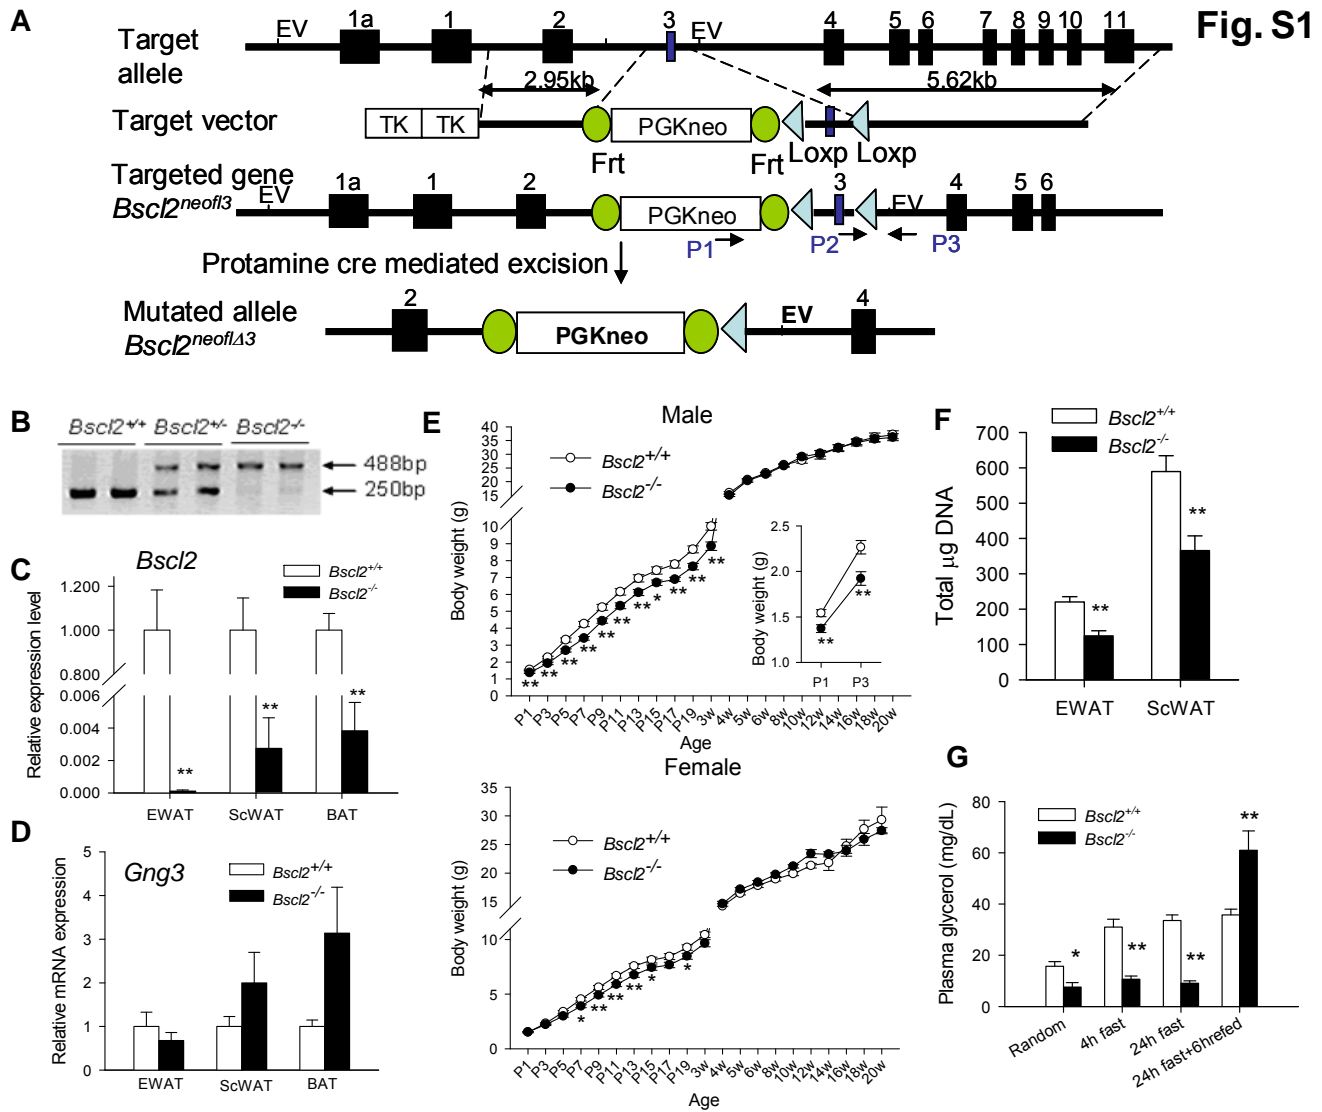 A
Fig. S1
Target allele
EV 1a 1 2 3 EV 4 5 6 7 8 9 10 11
2.95kb 5.62kb
Target vector
TK TK PGKneo
Frt Frt Loxp Loxp
Targeted gene
Bscl2neofl3
EV 1a 1 2 PGKneo 3 EV 4 5 6
P1 P2 P3
Protamine cre mediated excision
Mutated allele
Bscl2neoflΔ3
2 PGKneo EV 4
B
Bscl2+/+ Bscl2+/- Bscl2-/-
488bp
250bp
C
Bscl2
Bscl2+/+
Bscl2-/-
Relative expression level
1.200
1.000
0.800
0.006
0.004
0.002
0.000
** ** **
EWAT ScWAT BAT
D
Gng3
Bscl2+/+
Bscl2-/-
Relative mRNA expression
5
4
3
2
1
0
EWAT ScWAT BAT
E
Male
Bscl2+/+
Bscl2-/-
Body weight (g)
40
35
30
25
20
15
10
9
8
7
6
5
4
3
2
1
0
** ** ** ** ** ** ** * ** ** **
P1 P3 P5 P7 P9 P11 P13 P15 P17 P19 3w 4w 5w 6w 8w 10w 12w 14w 16w 18w 20w
Age
Body weight (g)
2.5
2.0
1.5
1.0
** **
P1 P3
Female
Bscl2+/+
Bscl2-/-
Body weight (g)
35
30
25
20
15
10
5
0
* ** ** ** * *
P1 P3 P5 P7 P9 P11 P13 P15 P17 P19 3w 4w 5w 6w 8w 10w 12w 14w 16w 18w 20w
Age
F
Bscl2+/+
Bscl2-/-
Total µg DNA
700
600
500
400
300
200
100
0
** **
EWAT ScWAT
G
Bscl2+/+
Bscl2-/-
Plasma glycerol (mg/dL)
80
60
40
20
0
* ** ** **
Random 4h fast 24h fast 24h fast+6hrefed